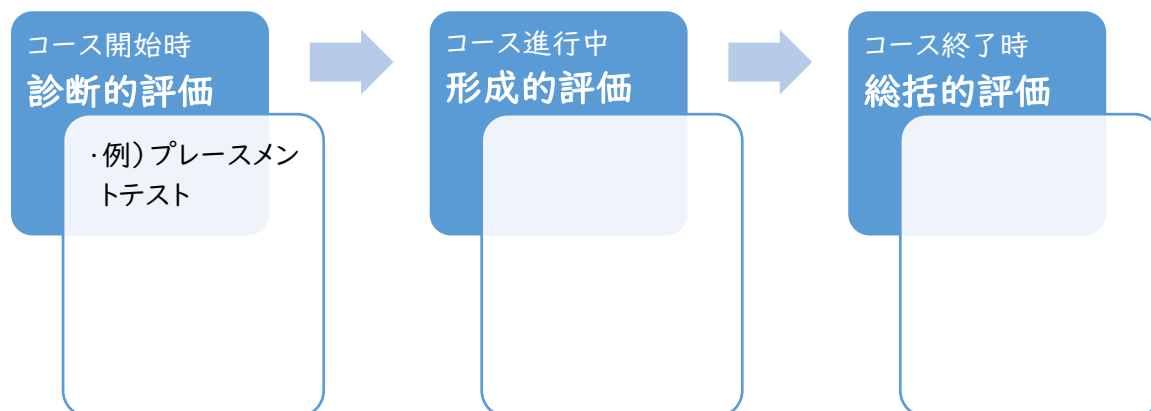 コース開始時
診断的評価
・例）プレースメン
トテスト
コース進行中
形成的評価
コース終了時
総括的評価